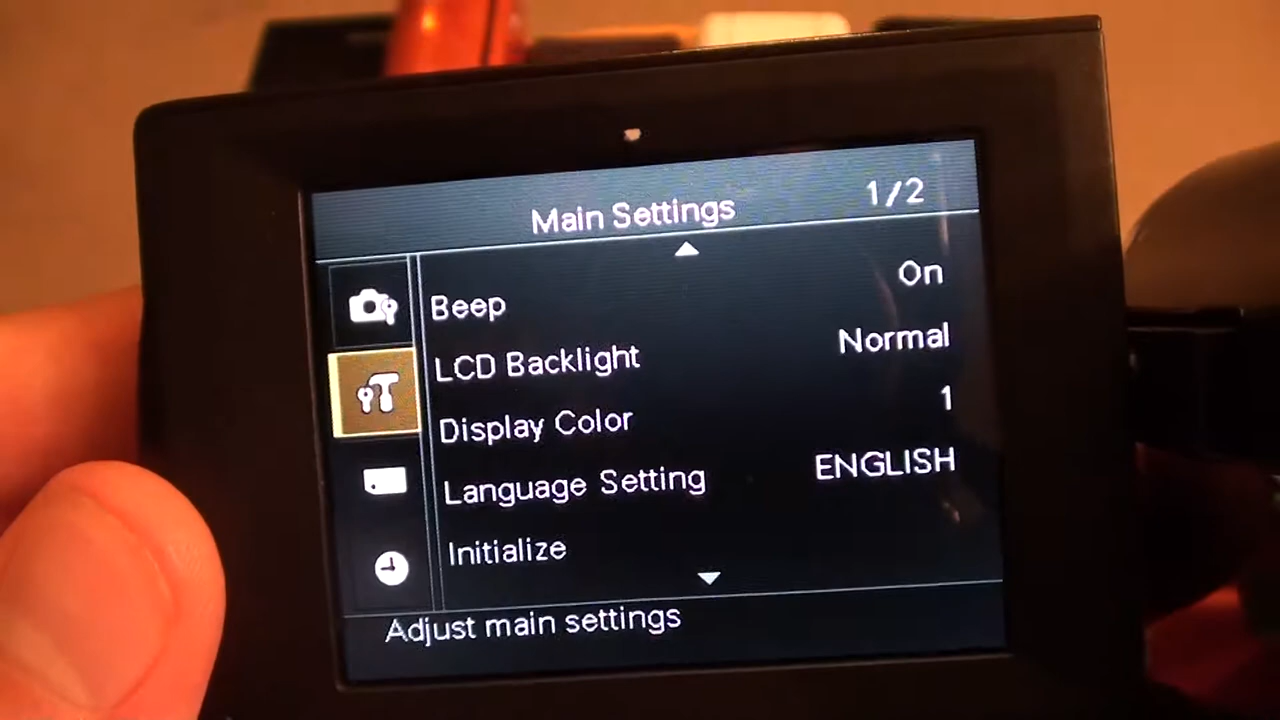 Main Settings 1/2
Beep On
LCD Backlight Normal
Display Color 1
Language Setting ENGLISH
Initialize
Adjust main settings